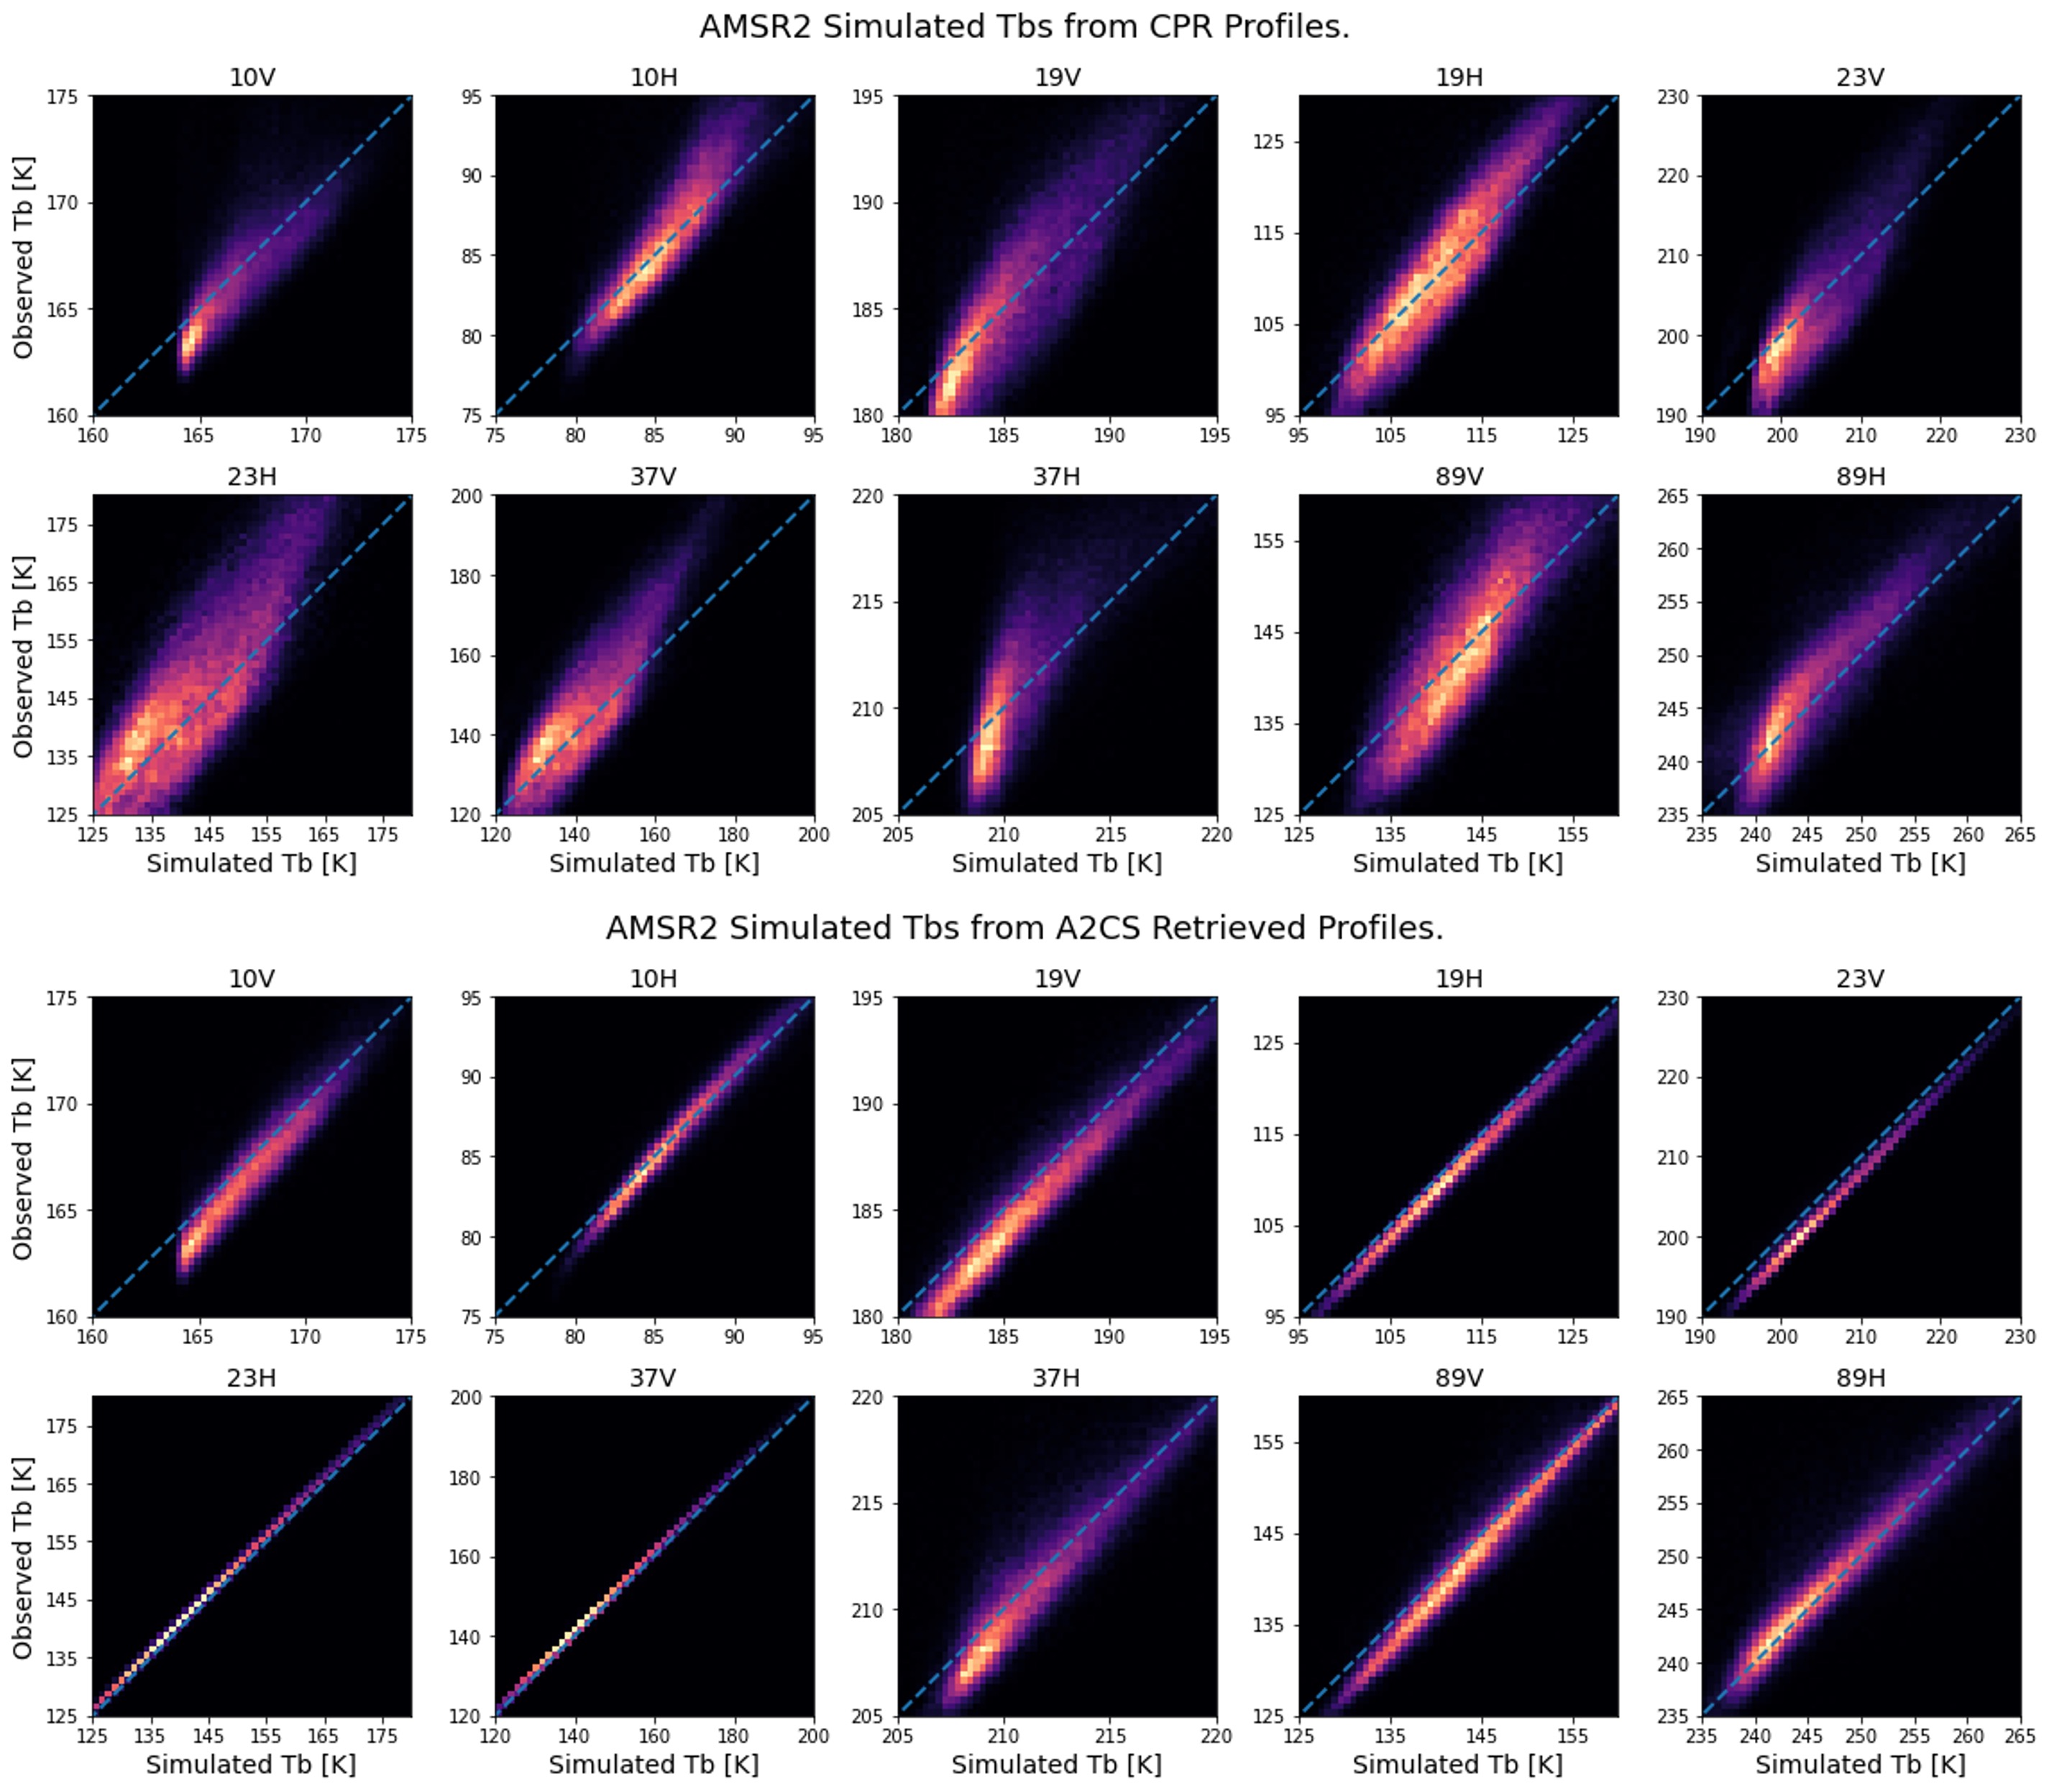 AMSR2 Simulated Tbs from CPR Profiles.
10V 10H 19V 19H 23V
Observed Tb [K]
175 170 165 160
160 165 170 175
95 90 85 80 75
75 80 85 90 95
195 190 185 180
180 185 190 195
125 115 105 95
95 105 115 125
230 220 210 200 190
190 200 210 220 230
23H 37V 37H 89V 89H
Observed Tb [K]
175 165 155 145 135 125
125 135 145 155 165 175
200 180 160 140 120
120 140 160 180 200
220 215 210 205
205 210 215 220
155 145 135 125
125 135 145 155
265 260 255 250 245 240 235
235 240 245 250 255 260 265
Simulated Tb [K] Simulated Tb [K] Simulated Tb [K] Simulated Tb [K] Simulated Tb [K]
AMSR2 Simulated Tbs from A2CS Retrieved Profiles.
10V 10H 19V 19H 23V
Observed Tb [K]
175 170 165 160
160 165 170 175
95 90 85 80 75
75 80 85 90 95
195 190 185 180
180 185 190 195
125 115 105 95
95 105 115 125
230 220 210 200 190
190 200 210 220 230
23H 37V 37H 89V 89H
Observed Tb [K]
175 165 155 145 135 125
125 135 145 155 165 175
200 180 160 140 120
120 140 160 180 200
220 215 210 205
205 210 215 220
155 145 135 125
125 135 145 155
265 260 255 250 245 240 235
235 240 245 250 255 260 265
Simulated Tb [K] Simulated Tb [K] Simulated Tb [K] Simulated Tb [K] Simulated Tb [K]